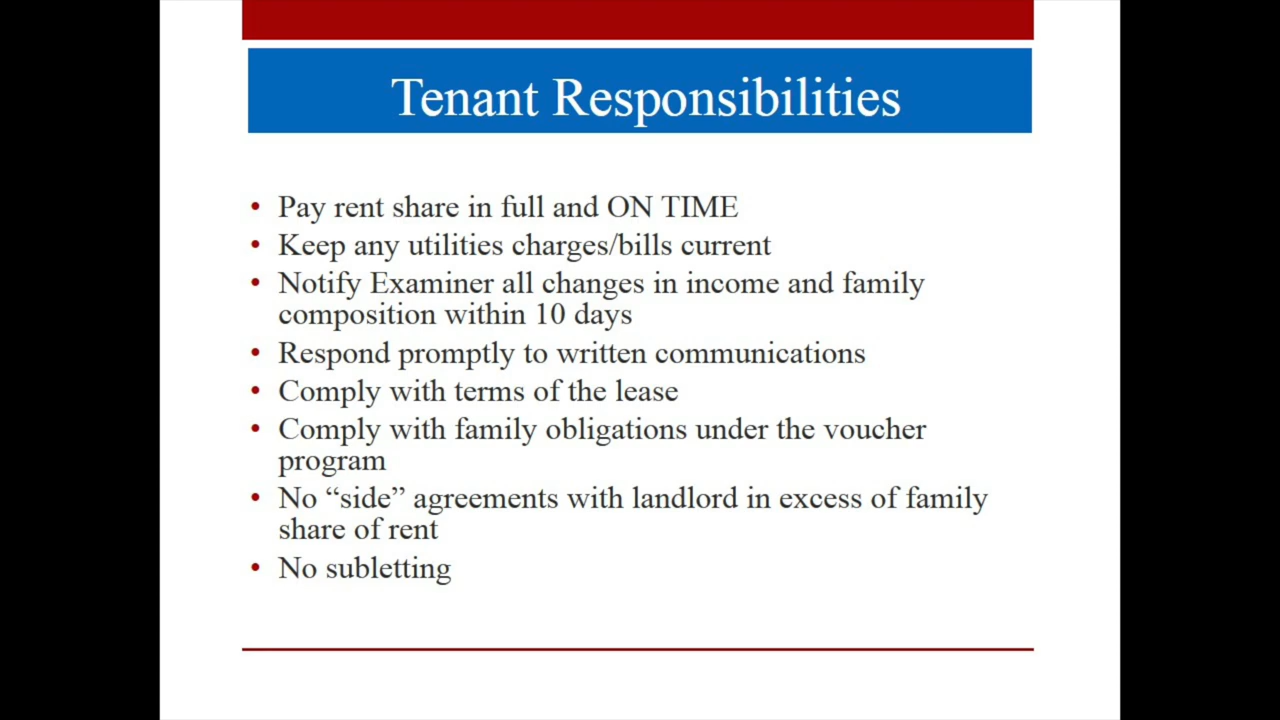 Tenant Responsibilities
• Pay rent share in full and ON TIME
• Keep any utilities charges/bills current
• Notify Examiner all changes in income and family
composition within 10 days
• Respond promptly to written communications
• Comply with terms of the lease
• Comply with family obligations under the voucher
program
• No “side” agreements with landlord in excess of family
share of rent
• No subletting